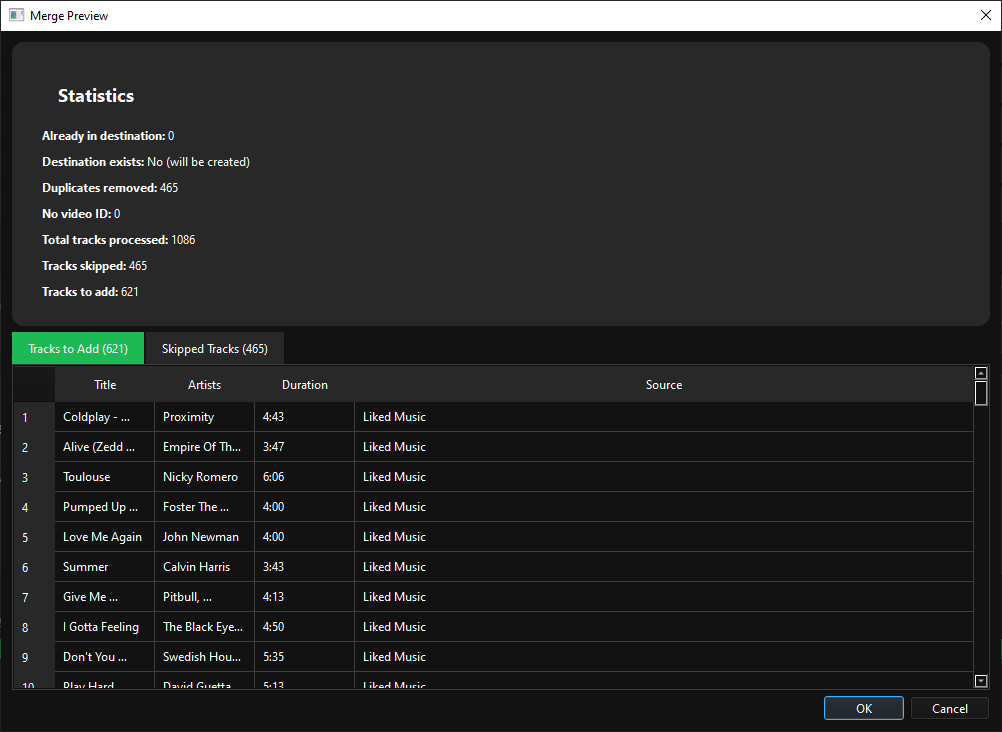 Merge Preview
Statistics
Already in destination: 0
Destination exists: No (will be created)
Duplicates removed: 465
No video ID: 0
Total tracks processed: 1086
Tracks skipped: 465
Tracks to add: 621
Tracks to Add (621) Skipped Tracks (465)
Title Artists Duration Source
1 Coldplay - ... Proximity 4:43 Liked Music
2 Alive (Zedd ... Empire Of Th... 3:47 Liked Music
3 Toulouse Nicky Romero 6:06 Liked Music
4 Pumped Up ... Foster The ... 4:00 Liked Music
5 Love Me Again John Newman 4:00 Liked Music
6 Summer Calvin Harris 3:43 Liked Music
7 Give Me ... Pitbull, ... 4:13 Liked Music
8 I Gotta Feeling The Black Eye... 4:50 Liked Music
9 Don't You ... Swedish Hou... 5:35 Liked Music
10 Play Hard David Guetta 5:13 Liked Music
OK Cancel